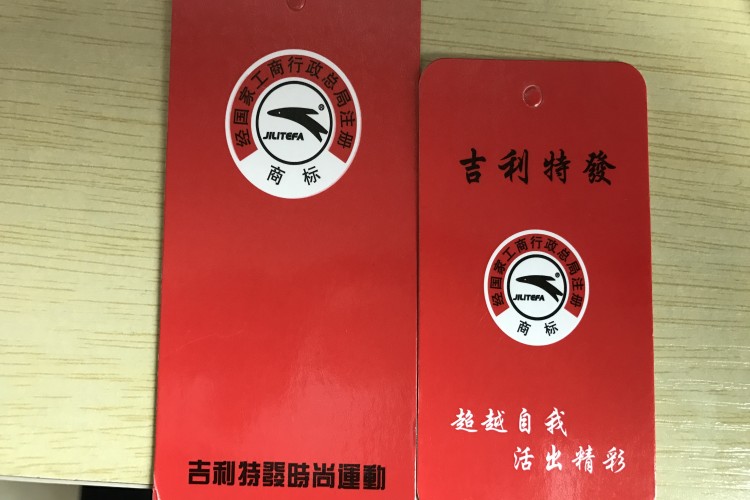 经国家工商行政总局注册
®
JILITEFA
商标
吉利特發時尚運動
吉利特發
经国家工商行政总局注册
JILITEFA
商标
超越自我
活出精彩